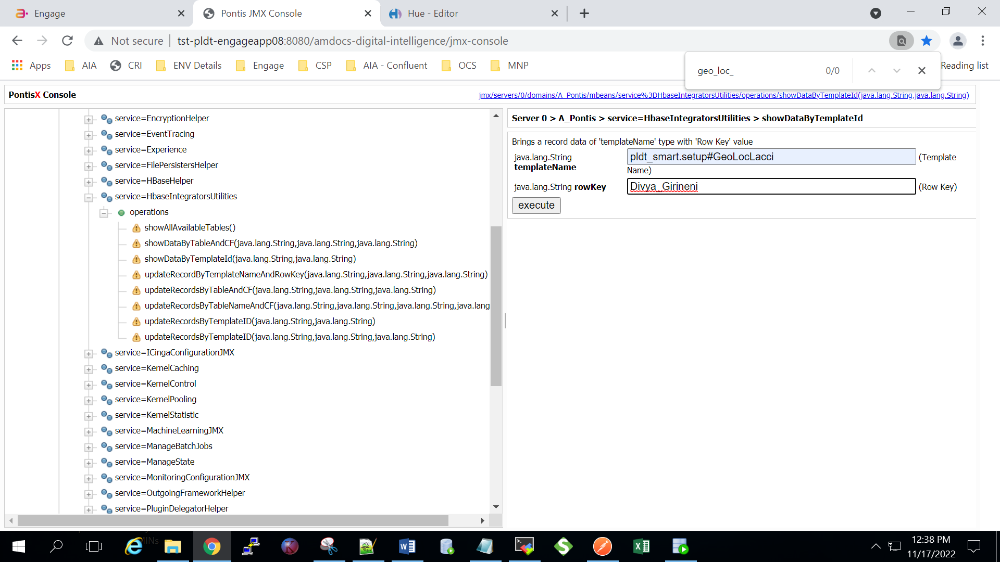 Engage
Pontis JMX Console
Hue - Editor
Not secure
tst-pldt-engageapp08:8080/amdocs-digital-intelligence/jmx-console
Apps
AIA
CRI
ENV Details
Engage
CSP
AIA - Confluent
OCS
MNP
Reading list
geo_loc_
0/0
PontisX Console
jmx/servers/0/domains/A_Pontis/mbeans/service%3DHbaseIntegratorsUtilities/operations/showDataByTemplateId(java.lang.String,java.lang.String)
service=EncryptionHelper
service=EventTracing
service=Experience
service=FilePersistersHelper
service=HBaseHelper
service=HbaseIntegratorsUtilities
operations
showAllAvailableTables()
showDataByTableAndCF(java.lang.String,java.lang.String,java.lang.String)
showDataByTemplateId(java.lang.String,java.lang.String)
updateRecordByTemplateNameAndRowKey(java.lang.String,java.lang.String,java.lang.String)
updateRecordsByTableAndCF(java.lang.String,java.lang.String,java.lang.String)
updateRecordsByTableNameAndCF(java.lang.String,java.lang.String,java.lang.String,java.lang
updateRecordsByTemplateID(java.lang.String,java.lang.String)
updateRecordsByTemplateID(java.lang.String,java.lang.String,java.lang.String)
service=ICingaConfigurationJMX
service=KernelCaching
service=KernelControl
service=KernelPooling
service=KernelStatistic
service=MachineLearningJMX
service=ManageBatchJobs
service=ManageState
service=MonitoringConfigurationJMX
service=OutgoingFrameworkHelper
service=PluginDelegatorHelper
Server 0 > A_Pontis > service=HbaseIntegratorsUtilities > showDataByTemplateId
Brings a record data of 'templateName' type with 'Row Key' value
java.lang.String templateName
pldt_smart.setup#GeoLocLacci
(Template Name)
java.lang.String rowKey
Divya_Girineni
(Row Key)
execute
12:38 PM
11/17/2022